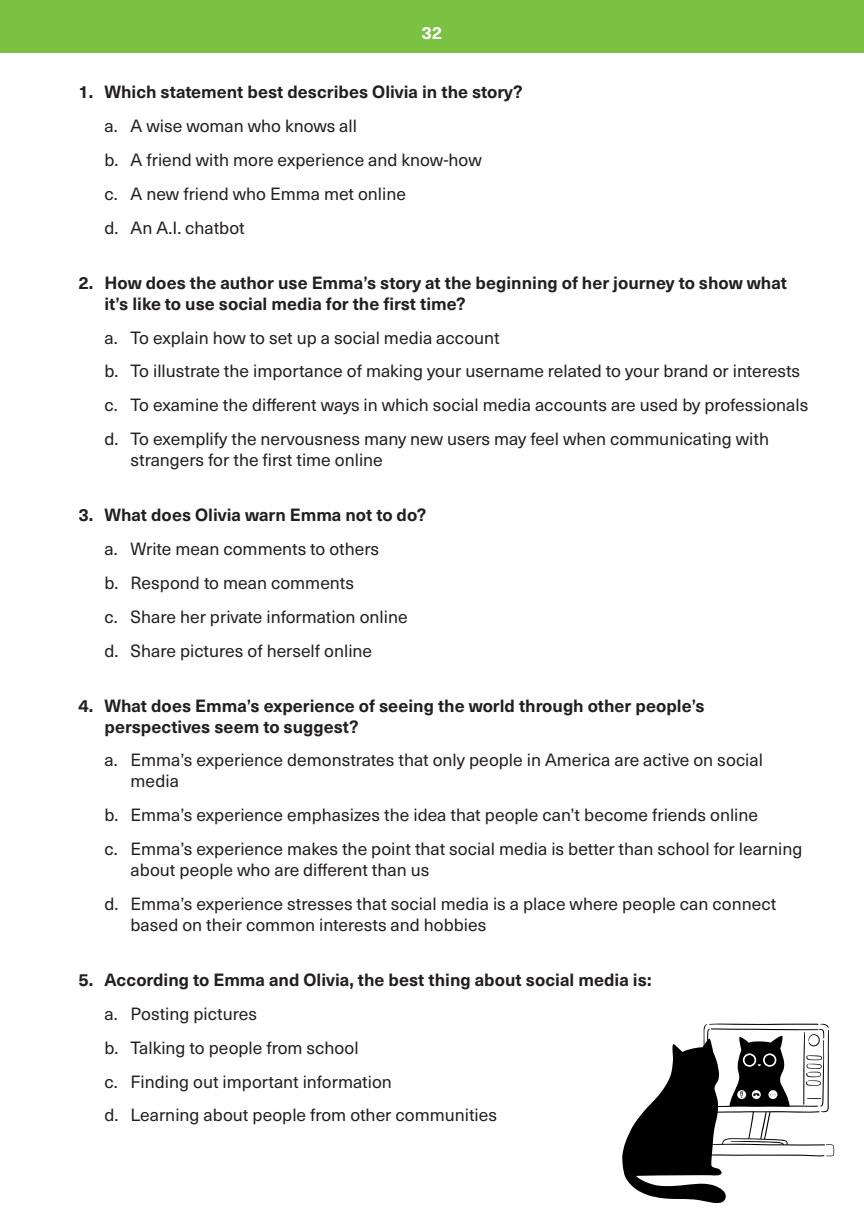 32
1. Which statement best describes Olivia in the story?
a. A wise woman who knows all
b. A friend with more experience and know-how
c. A new friend who Emma met online
d. An A.I. chatbot
2. How does the author use Emma’s story at the beginning of her journey to show what
it’s like to use social media for the first time?
a. To explain how to set up a social media account
b. To illustrate the importance of making your username related to your brand or interests
c. To examine the different ways in which social media accounts are used by professionals
d. To exemplify the nervousness many new users may feel when communicating with
strangers for the first time online
3. What does Olivia warn Emma not to do?
a. Write mean comments to others
b. Respond to mean comments
c. Share her private information online
d. Share pictures of herself online
4. What does Emma’s experience of seeing the world through other people’s
perspectives seem to suggest?
a. Emma’s experience demonstrates that only people in America are active on social
media
b. Emma’s experience emphasizes the idea that people can’t become friends online
c. Emma’s experience makes the point that social media is better than school for learning
about people who are different than us
d. Emma’s experience stresses that social media is a place where people can connect
based on their common interests and hobbies
5. According to Emma and Olivia, the best thing about social media is:
a. Posting pictures
b. Talking to people from school
c. Finding out important information
d. Learning about people from other communities